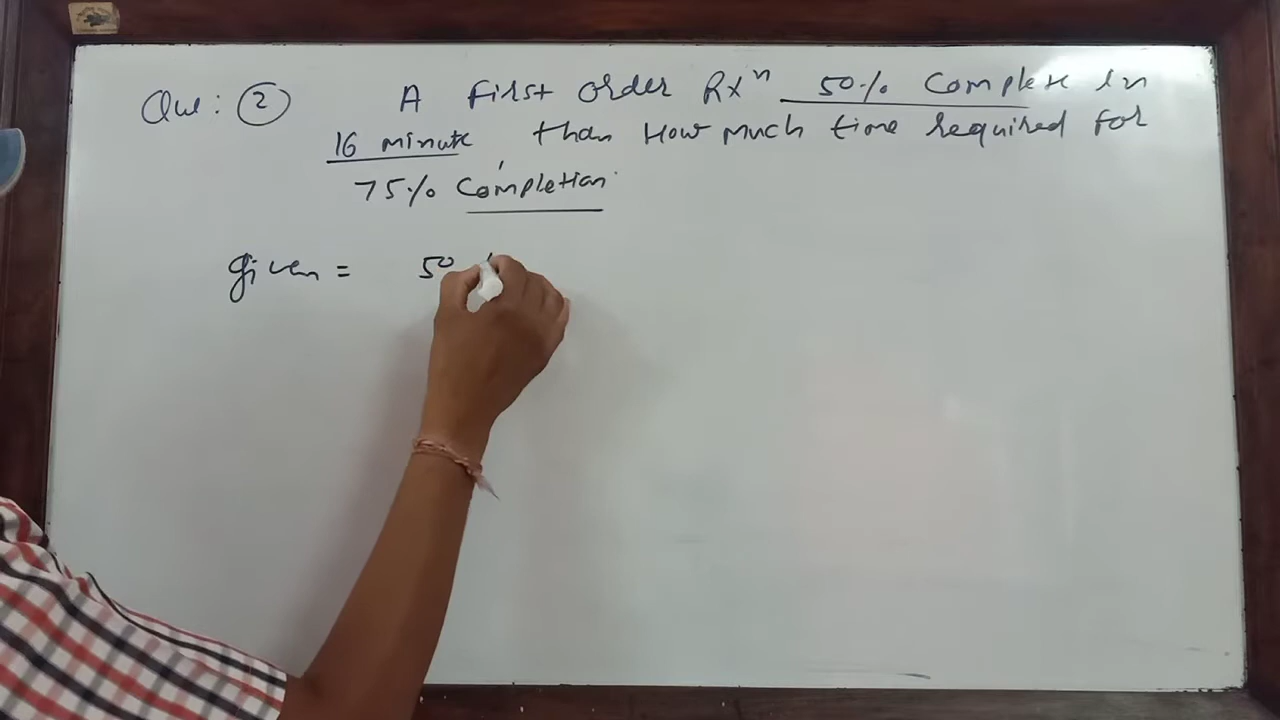 Que: 2 A First order Rxⁿ 50% Complete in
16 minute, than How much time required for
75% Completion.
given = 50